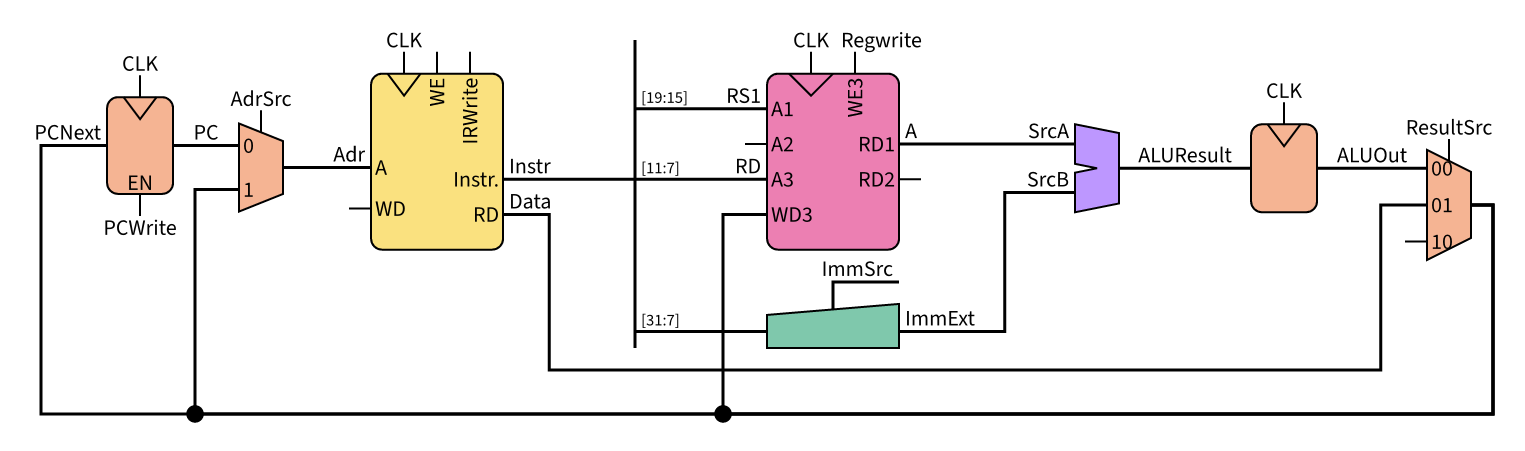 CLK
PCNext
PC
EN
PCWrite
AdrSrc
0
1
Adr
CLK
WE
IRWrite
A
Instr.
WD
RD
Instr
Data
[19:15]
RS1
[11:7]
RD
[31:7]
CLK
Regwrite
WE3
A1
A2
RD1
A3
RD2
WD3
A
ImmSrc
ImmExt
SrcA
SrcB
ALUResult
CLK
ALUOut
ResultSrc
00
01
10